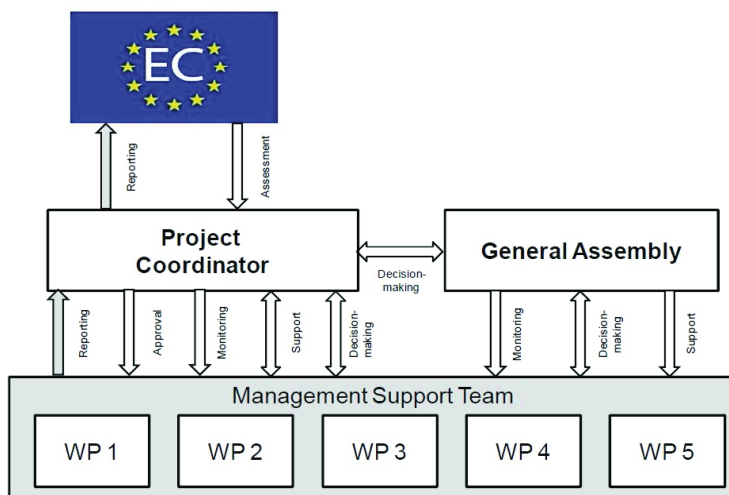 EC
Reporting
Assessment
Project
Coordinator
General Assembly
Decision-
making
Reporting
Approval
Monitoring
Support
Decision-
making
Monitoring
Decision-
making
Support
Management Support Team
WP 1
WP 2
WP 3
WP 4
WP 5